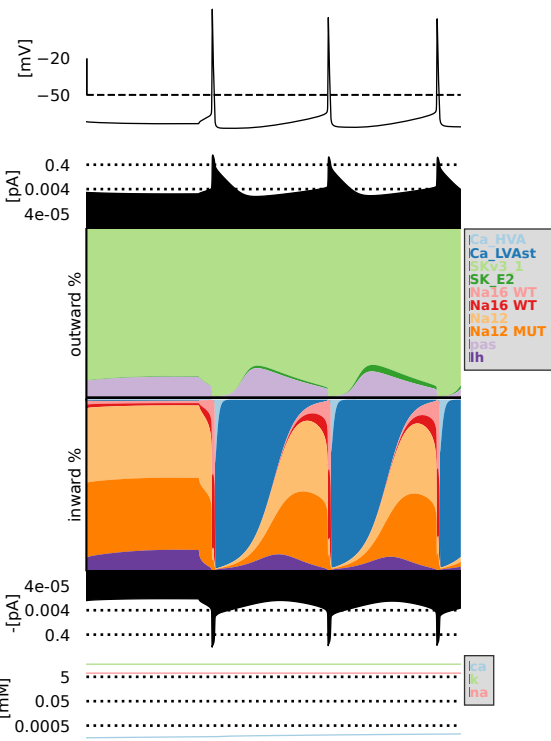 [mV]
−20
−50
[pA]
0.4
0.004
4e-05
outward %
Ca_HVA
Ca_LVAst
SKv3_1
SK_E2
Na16 WT
Na16 WT
Na12
Na12 MUT
pas
Ih
inward %
-[pA]
4e-05
0.004
0.4
[mM]
5
0.05
0.0005
ca
k
na